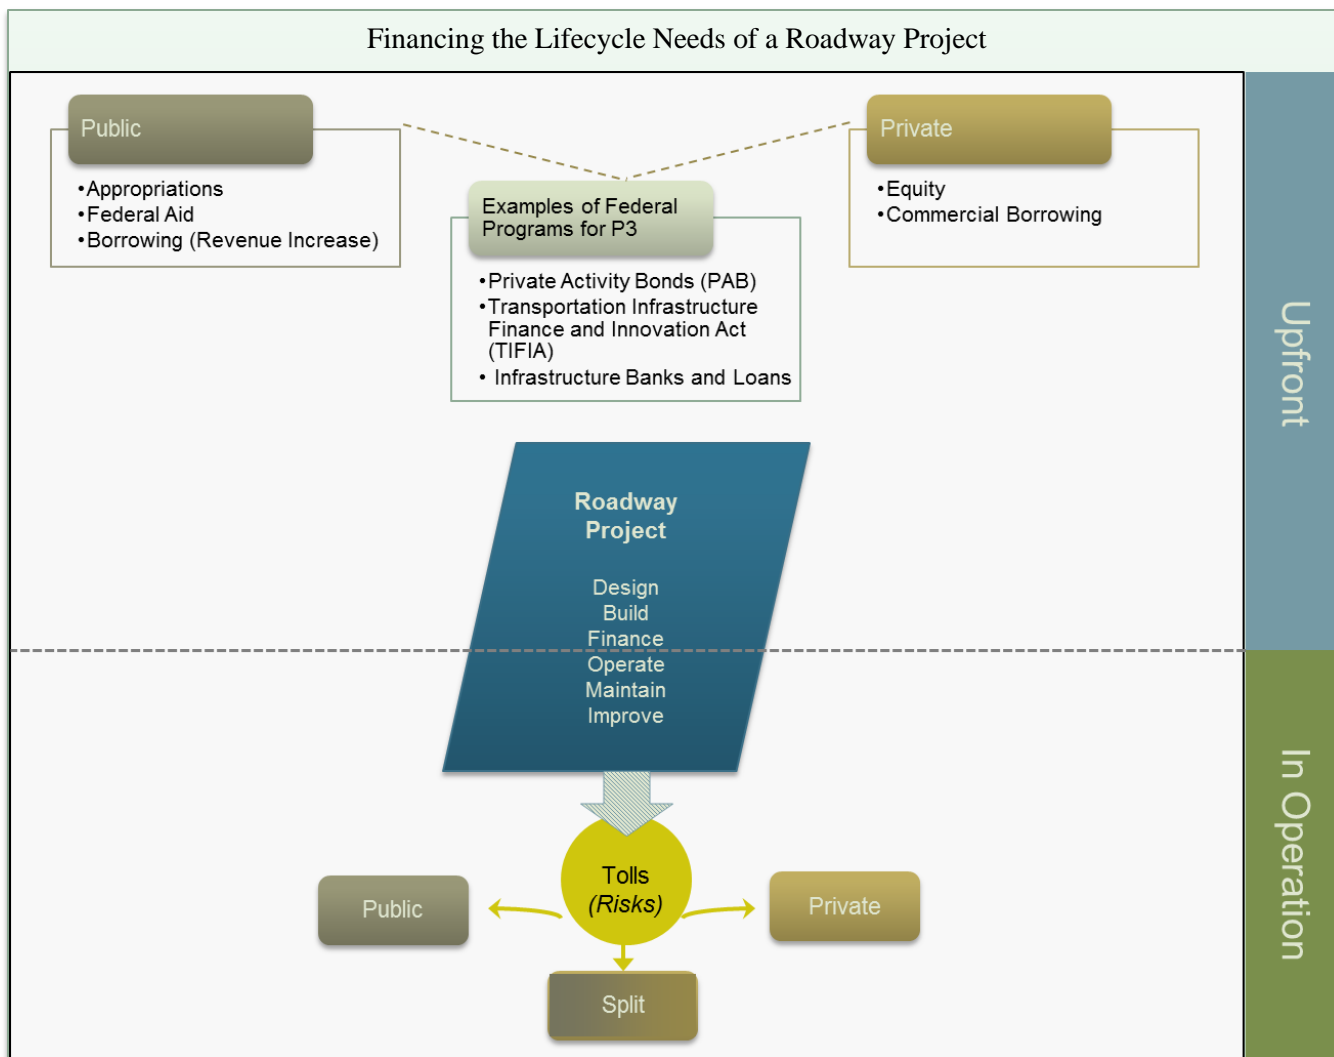 Financing the Lifecycle Needs of a Roadway Project
Public
•Appropriations
•Federal Aid
•Borrowing (Revenue Increase)
Examples of Federal
Programs for P3
•Private Activity Bonds (PAB)
•Transportation Infrastructure
Finance and Innovation Act
(TIFIA)
• Infrastructure Banks and Loans
Private
•Equity
•Commercial Borrowing
Upfront
Roadway
Project
Design
Build
Finance
Operate
Maintain
Improve
In Operation
Tolls
(Risks)
Public
Private
Split